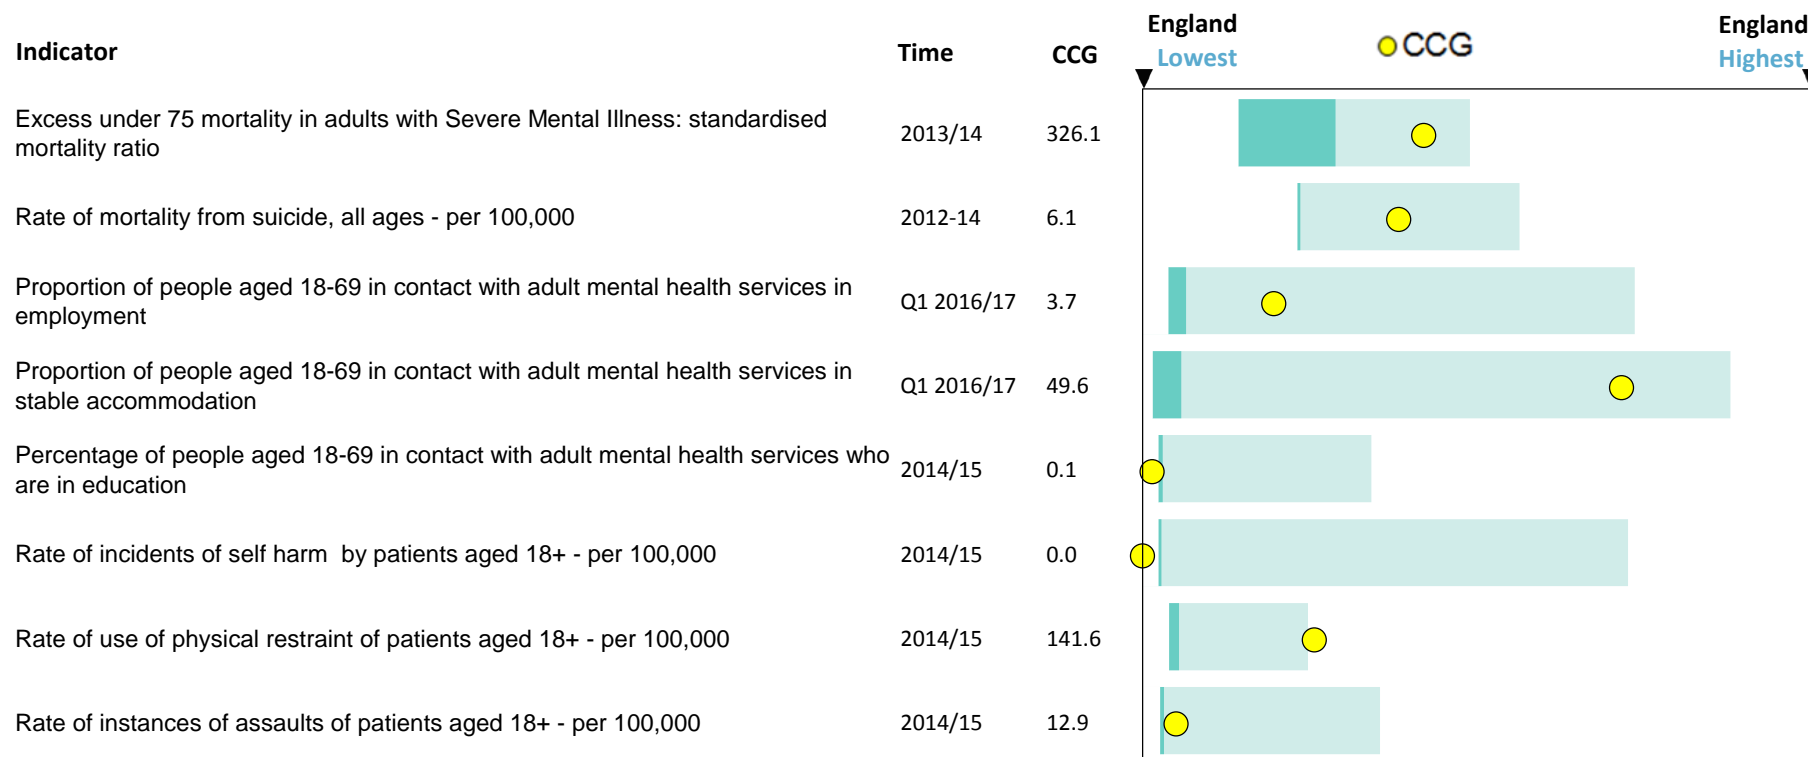 England
England
Indicator
Time
CCG
Lowest
CCG
Highest
Excess under 75 mortality in adults with Severe Mental Illness: standardised
mortality ratio
2013/14
326.1
Rate of mortality from suicide, all ages - per 100,000
2012-14
6.1
Proportion of people aged 18-69 in contact with adult mental health services in
employment
Q1 2016/17
3.7
Proportion of people aged 18-69 in contact with adult mental health services in
stable accommodation
Q1 2016/17
49.6
Percentage of people aged 18-69 in contact with adult mental health services who
are in education
2014/15
0.1
Rate of incidents of self harm  by patients aged 18+ - per 100,000
2014/15
0.0
Rate of use of physical restraint of patients aged 18+ - per 100,000
2014/15
141.6
Rate of instances of assaults of patients aged 18+ - per 100,000
2014/15
12.9